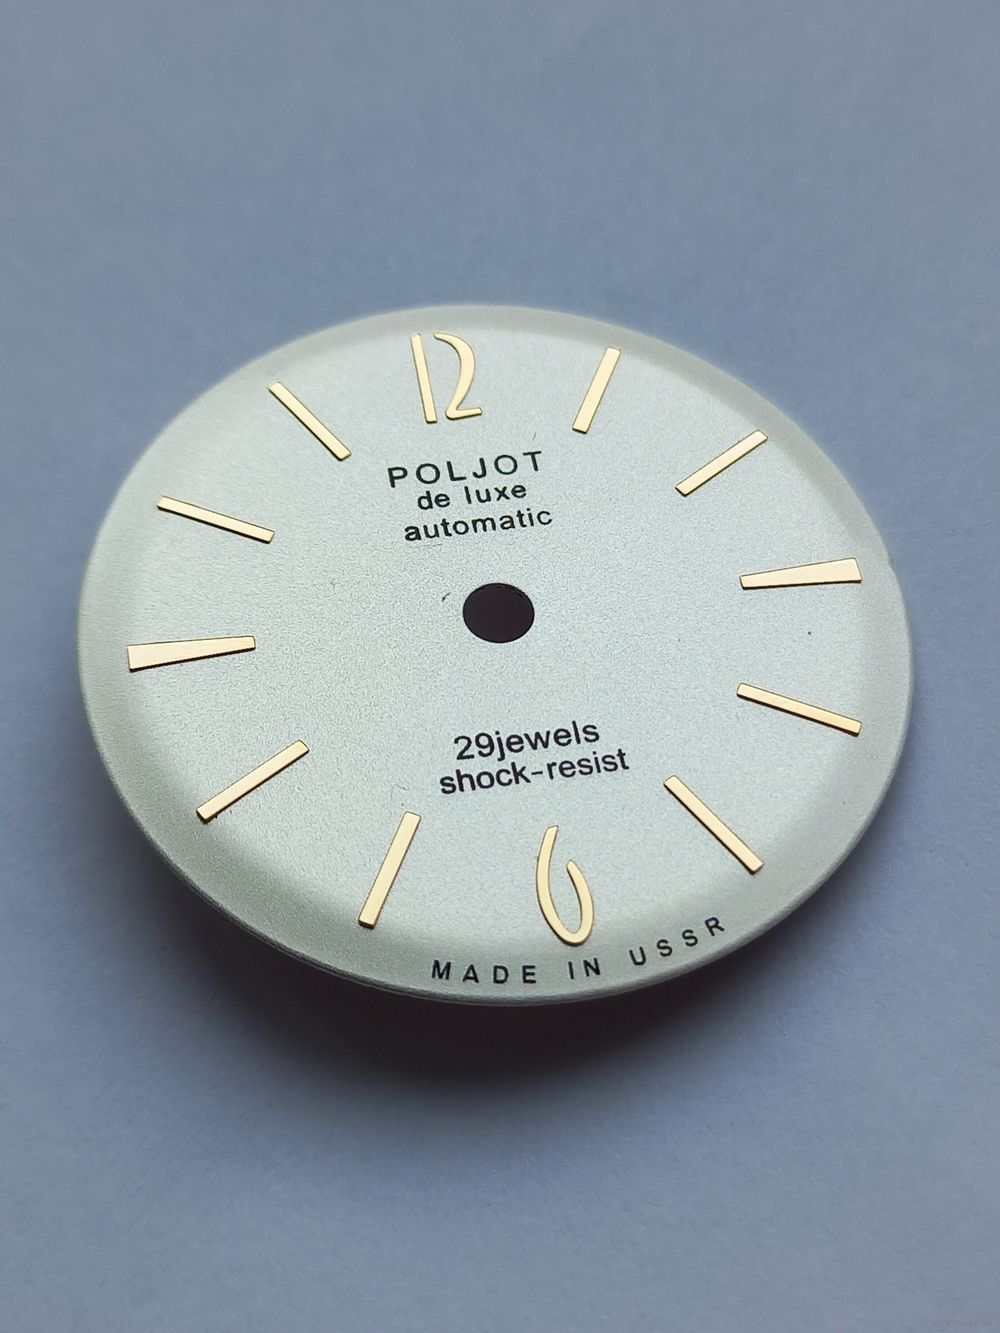 12
POLJOT
de luxe
automatic
29jewels
shock-resist
6
MADE IN USSR